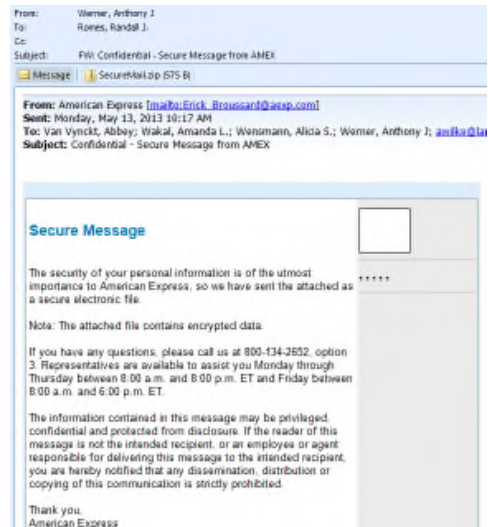 From: Werner, Anthony J.
To: Romes, Randall J.
Cc:
Subject: FW: Confidential - Secure Message from AMEX
Message SecureMail.zip (575 B)
From: American Express [mailto:Erick_Broussard@aexp.com]
Sent: Monday, May 13, 2013 10:17 AM
To: Van Vynckt, Abbey; Wakal, Amanda L.; Wensmann, Alicia S.; Werner, Anthony J;
Subject: Confidential - Secure Message from AMEX
Secure Message
The security of your personal information is of the utmost
importance to American Express, so we have sent the attached as
a secure electronic file.
Note: The attached file contains encrypted data.
If you have any questions, please call us at 800-134-2652, option
3. Representatives are available to assist you Monday through
Thursday between 8:00 a.m. and 8:00 p.m. ET and Friday between
8:00 a.m. and 6:00 p.m. ET.
The information contained in this message may be privileged,
confidential and protected from disclosure. If the reader of this
message is not the intended recipient, or an employee or agent
responsible for delivering this message to the intended recipient,
you are hereby notified that any dissemination, distribution or
copying of this communication is strictly prohibited.
Thank you,
American Express